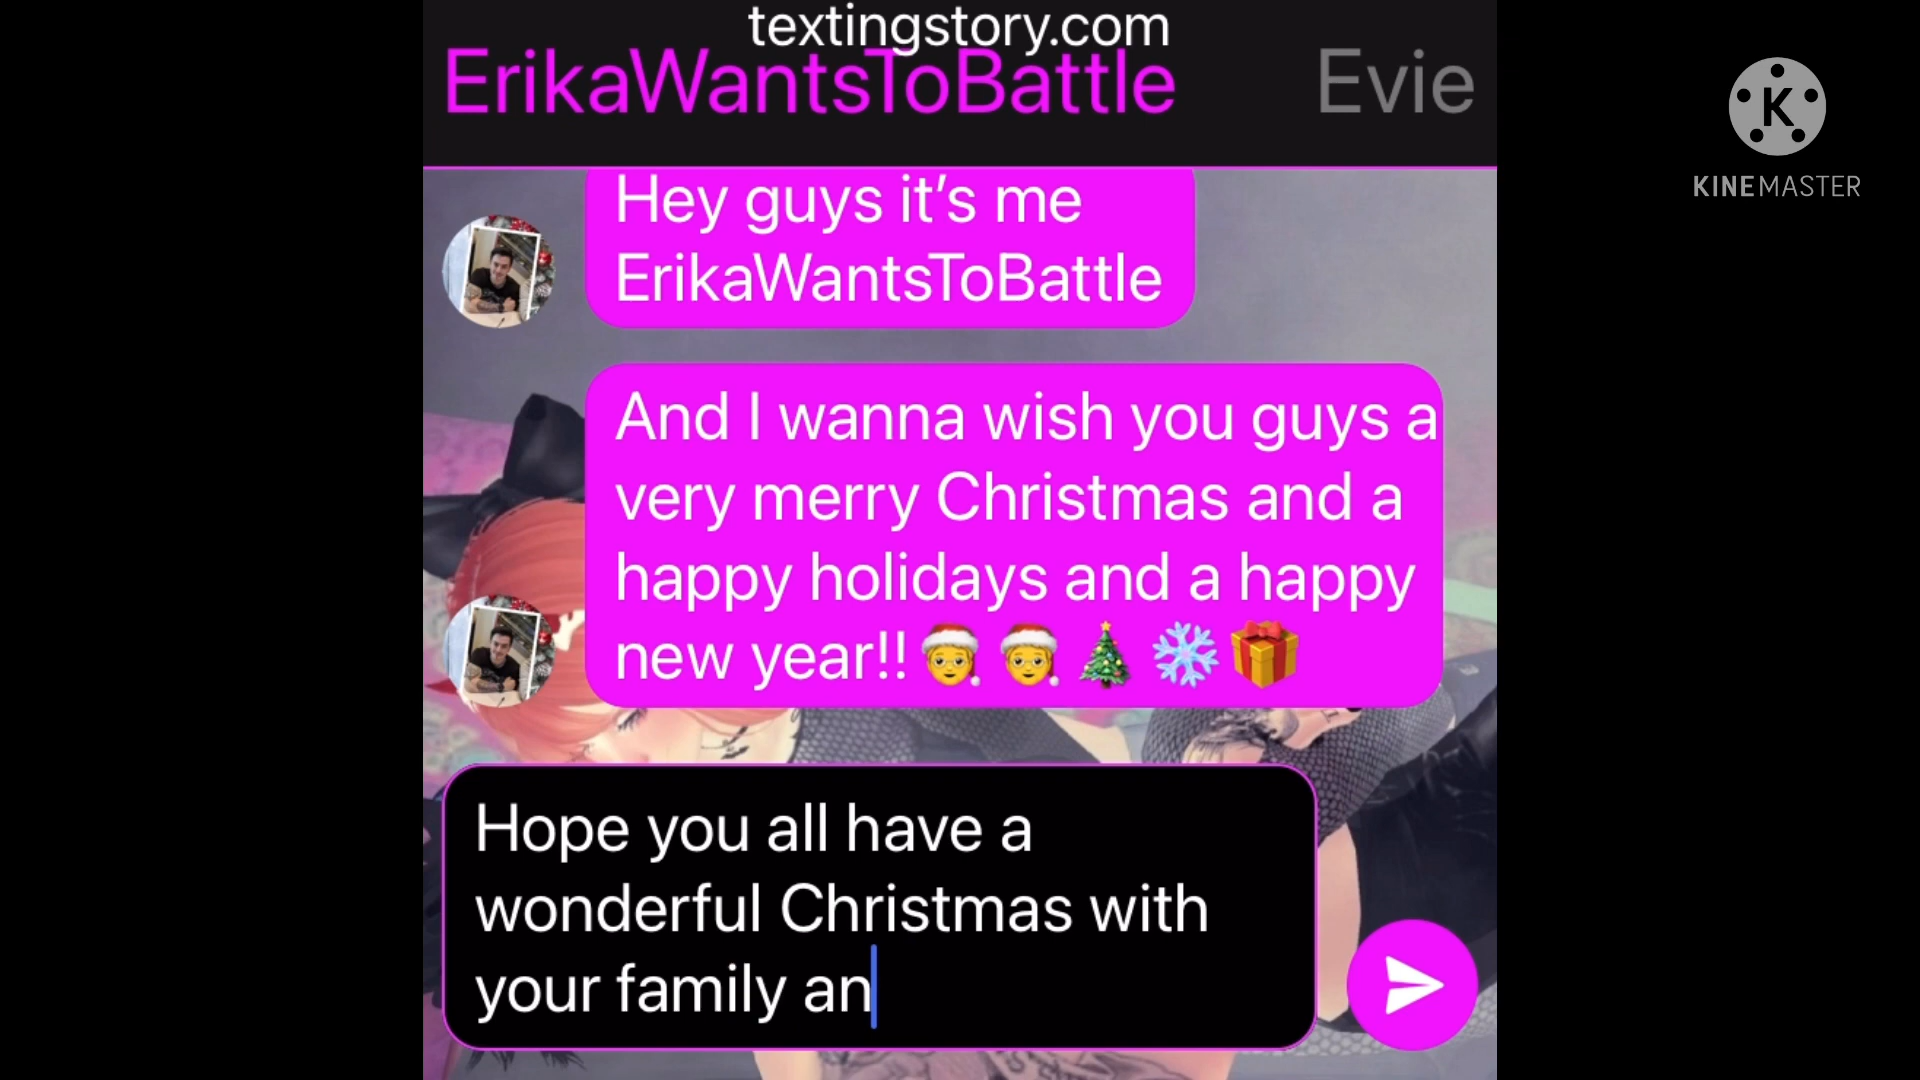 textingstory.com
ErikaWantsToBattle Evie
K
KINEMASTER
Hey guys it’s me
ErikaWantsToBattle
And I wanna wish you guys a
very merry Christmas and a
happy holidays and a happy
new year!! 🧑‍🎄 🧑‍🎄 🎄 ❄️ 🎁
Hope you all have a
wonderful Christmas with
your family an